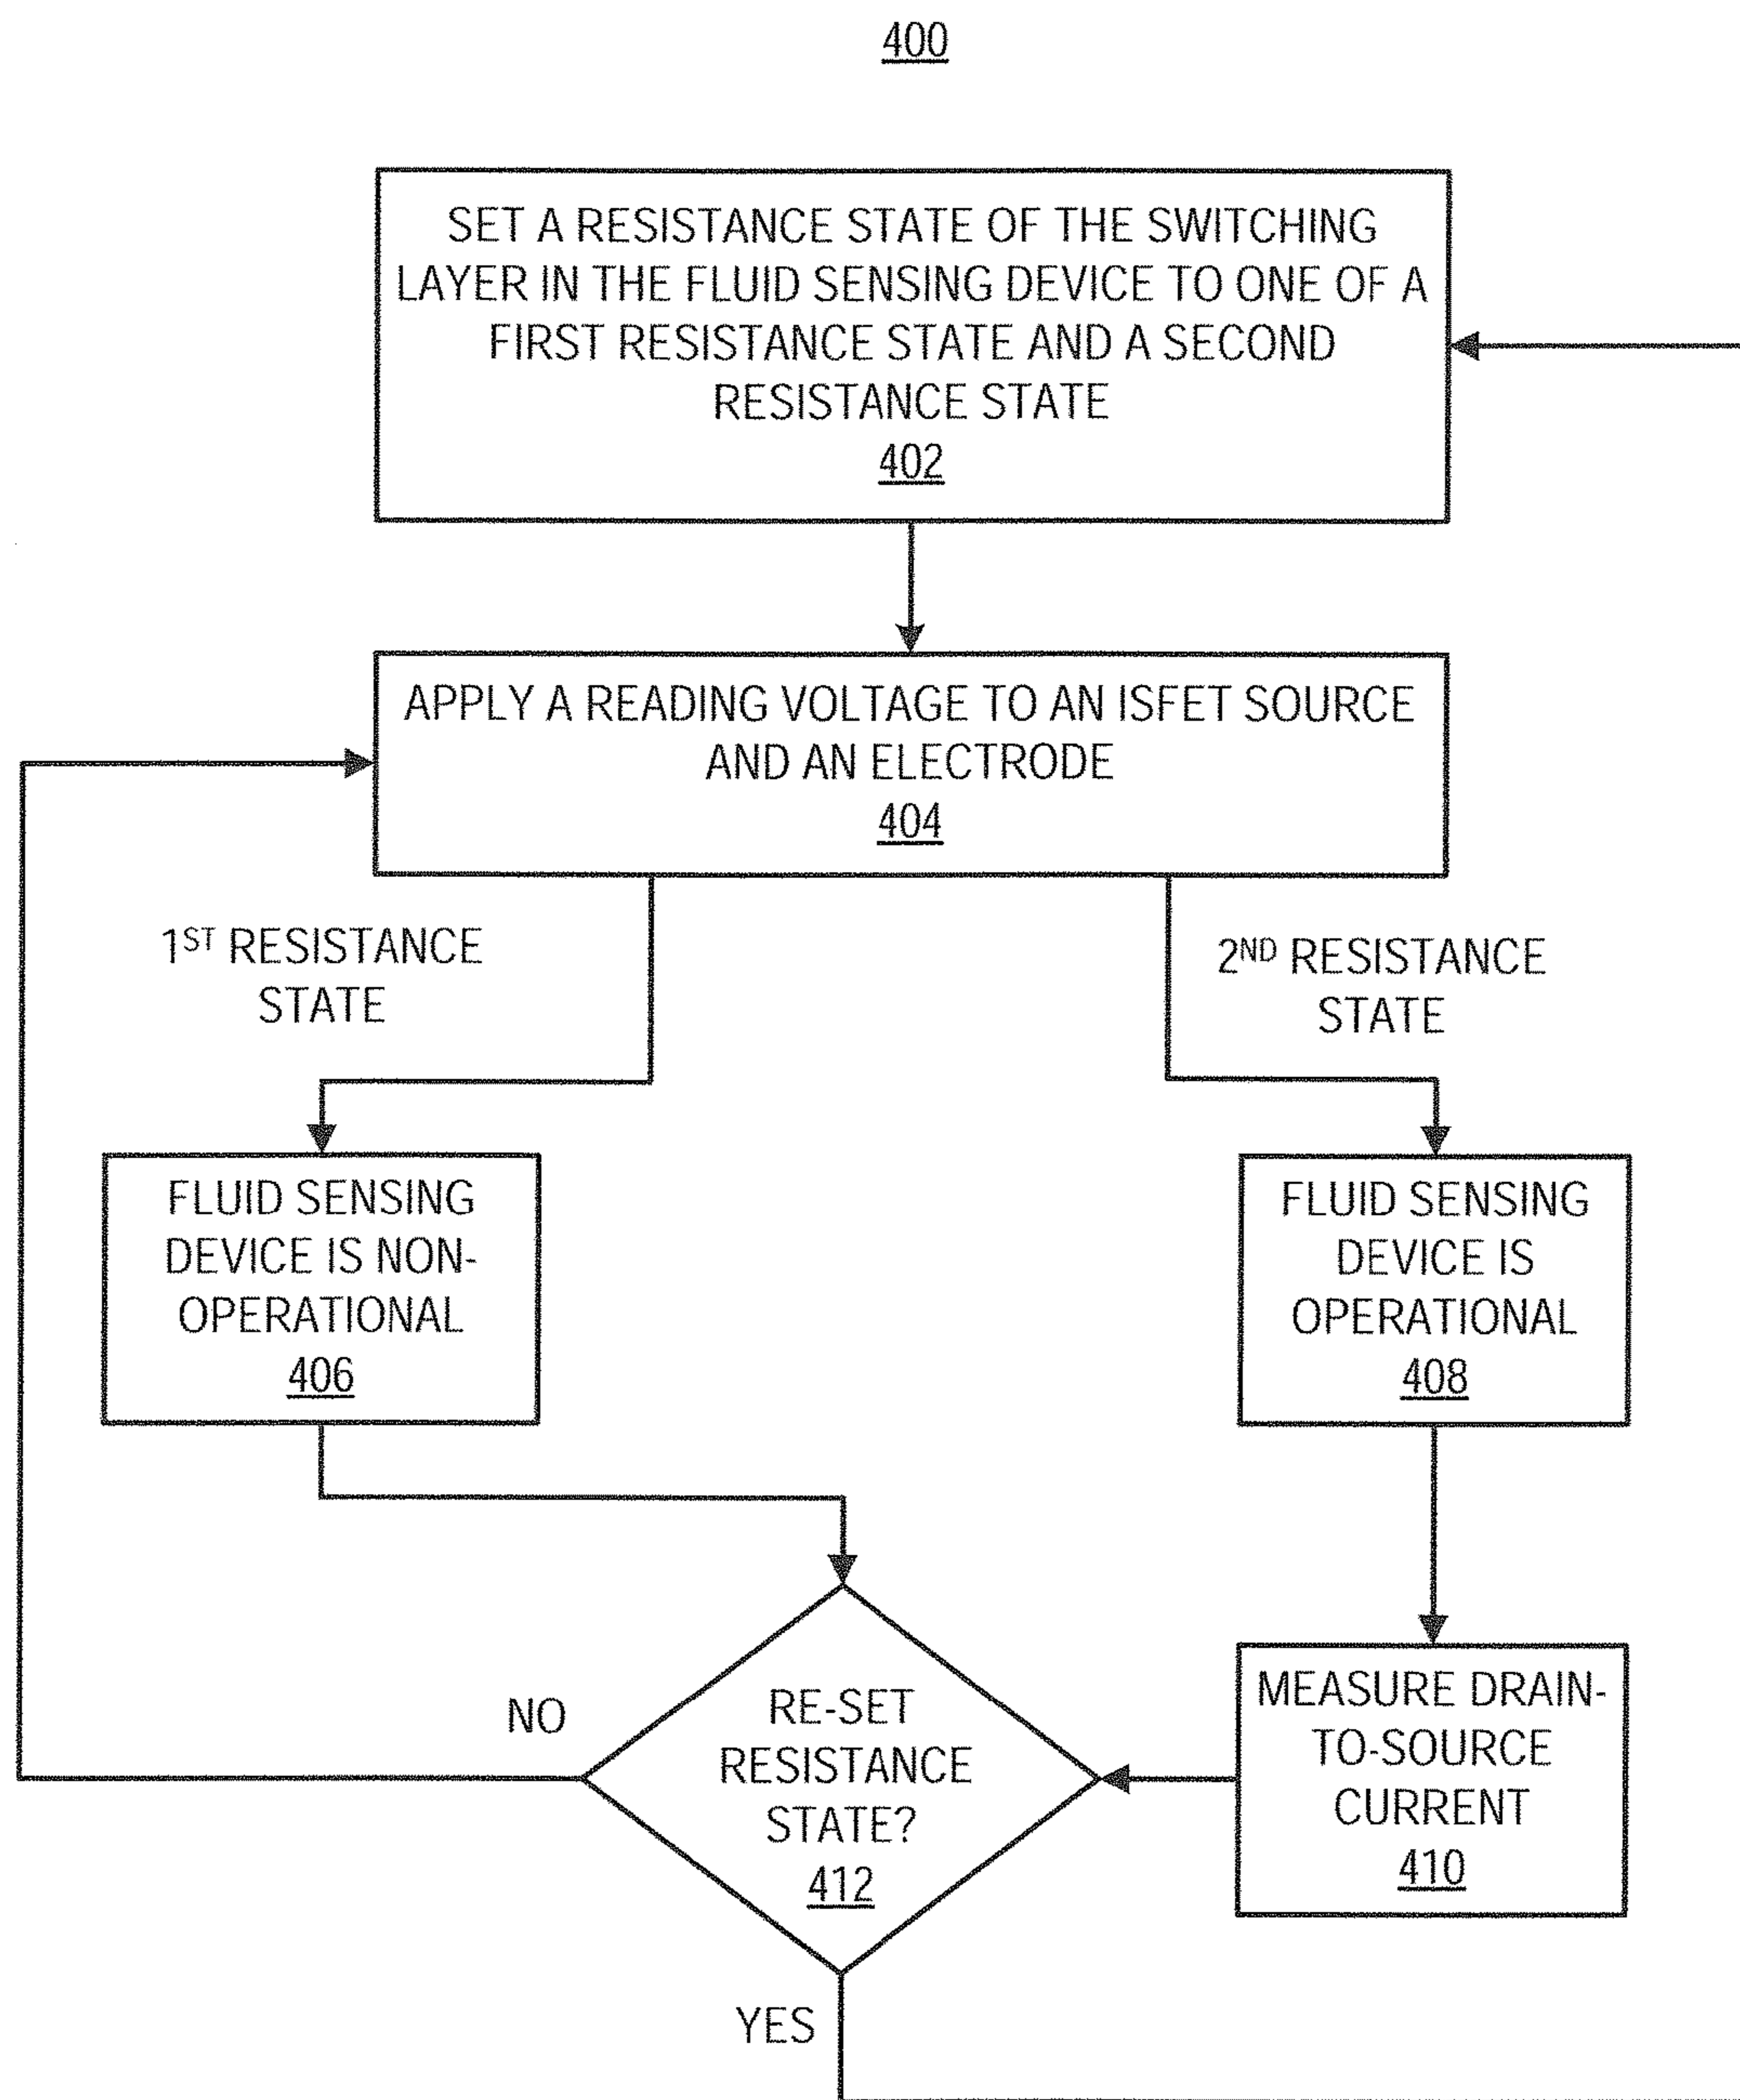 400
SET A RESISTANCE STATE OF THE SWITCHING
LAYER IN THE FLUID SENSING DEVICE TO ONE OF A
FIRST RESISTANCE STATE AND A SECOND
RESISTANCE STATE
402
APPLY A READING VOLTAGE TO AN ISFET SOURCE
AND AN ELECTRODE
404
1ST RESISTANCE
STATE
2ND RESISTANCE
STATE
FLUID SENSING
DEVICE IS NON-
OPERATIONAL
406
FLUID SENSING
DEVICE IS
OPERATIONAL
408
MEASURE DRAIN-
TO-SOURCE
CURRENT
410
NO
RE-SET
RESISTANCE
STATE?
412
YES